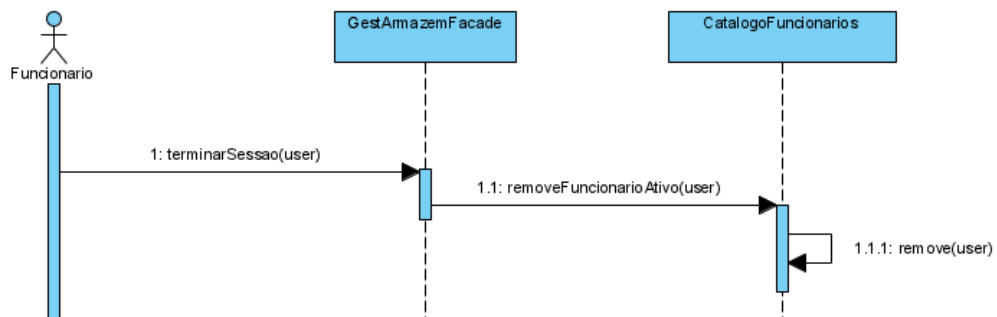 GestArmazemFacade
CatalogoFuncionarios
Funcionario
1: terminarSessao(user)
1.1: removeFuncionarioAtivo(user)
1.1.1: remove(user)